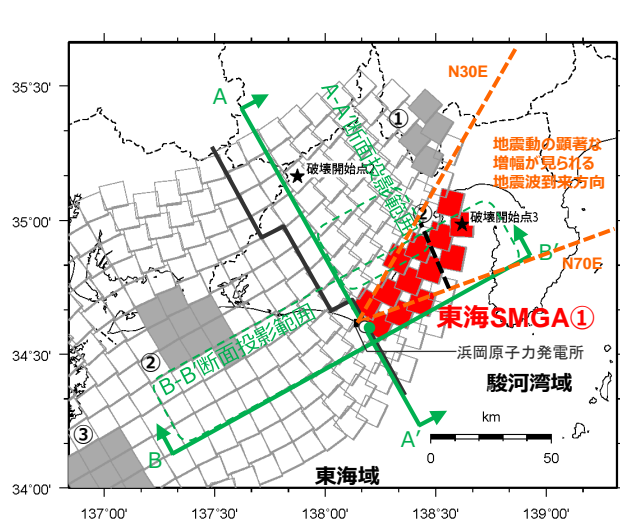 35°30'
35°00'
34°30'
34°00'
137°00'
137°30'
138°00'
138°30'
139°00'
A
A-A'断面投影範囲
①
N30E
地震動の顕著な
増幅が見られる
地震波到来方向
破壊開始点2
②
破壊開始点3
B'
N70E
東海SMGA①
浜岡原子力発電所
駿河湾域
B-B'断面投影範囲
②
③
B
A'
km
0
50
東海域